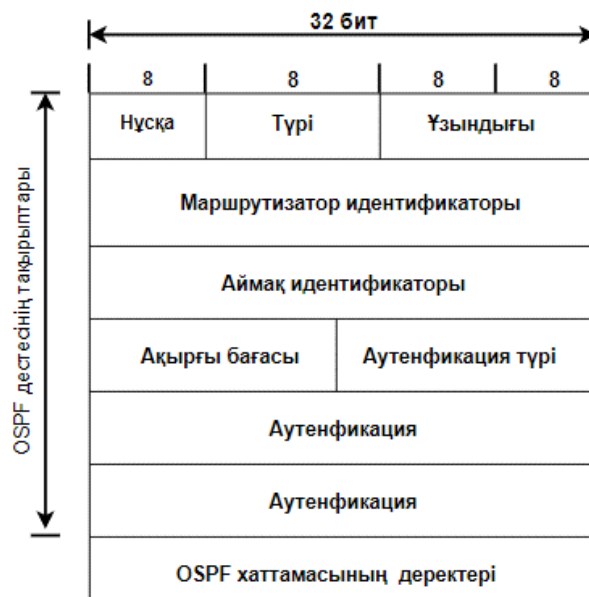 32 бит
8 8 8 8
Нұсқа Түрі Ұзындығы
Маршрутизатор идентификаторы
Аймақ идентификаторы
Ақырғы бағасы Аутенфикация түрі
Аутенфикация
Аутенфикация
OSPF хаттамасының деректері
OSPF дестесінің тақырыптары